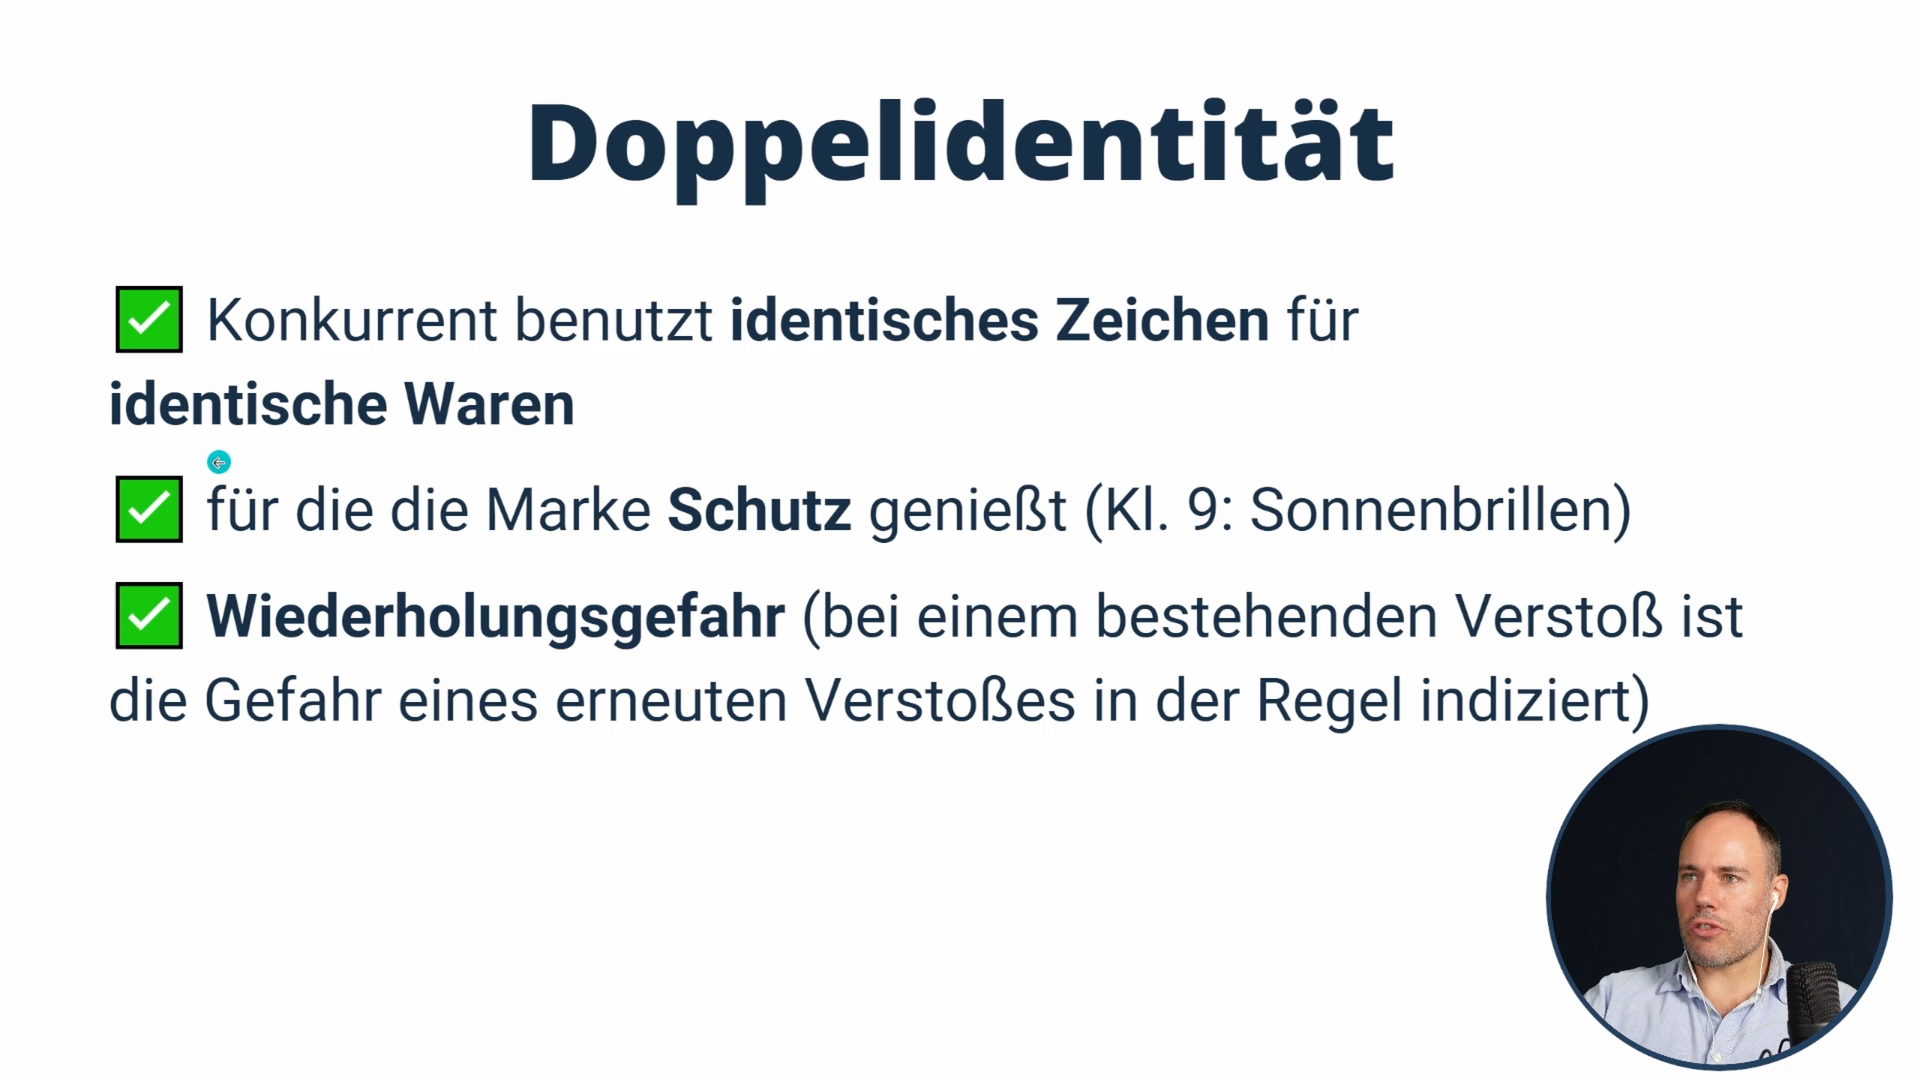 Doppelidentität
Konkurrent benutzt identisches Zeichen für
identische Waren
für die die Marke Schutz genießt (Kl. 9: Sonnenbrillen)
Wiederholungsgefahr (bei einem bestehenden Verstoß ist
die Gefahr eines erneuten Verstoßes in der Regel indiziert)